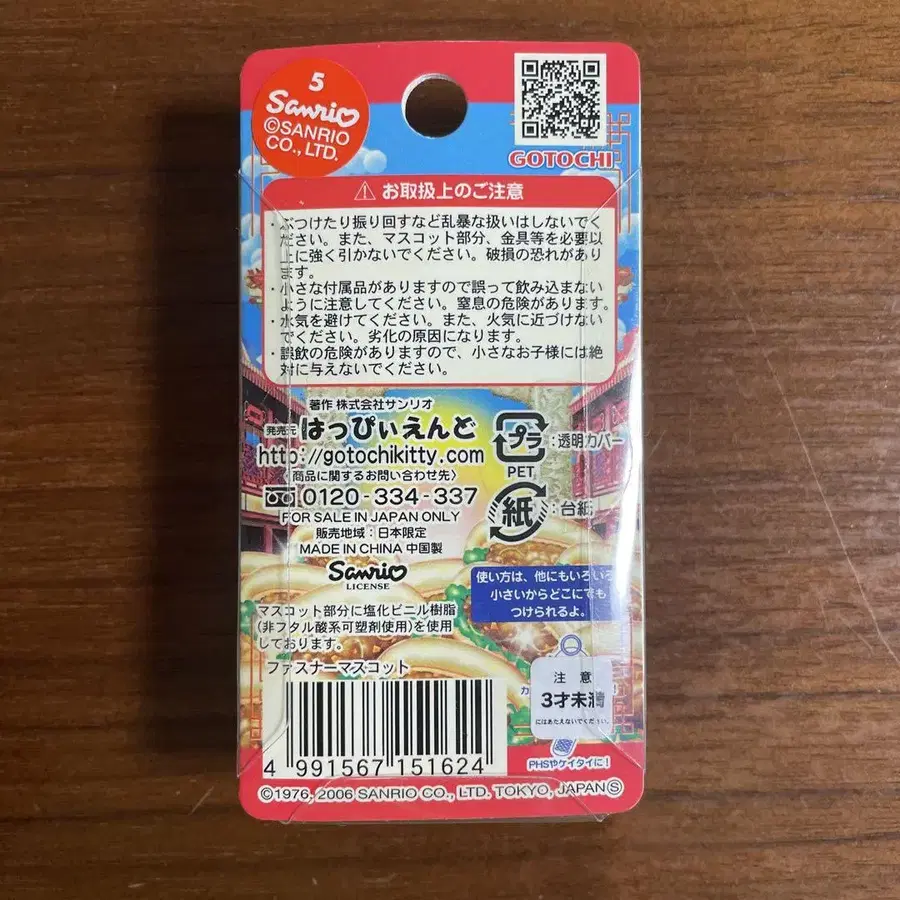 5
Sanrio
©SANRIO
CO., LTD.
GOTOCHI
⚠ お取扱上のご注意
・ぶつけたり振り回すなど乱暴な扱いはしないでく
ださい。また、マスコット部分、金具等を必要以
上に強く引かないでください。破損の恐れがあり
ます。
・小さな付属品がありますので誤って飲み込まない
ように注意してください。窒息の危険があります。
・水気を避けてください。また、火気に近づけない
でください。劣化の原因になります。
・誤飲の危険がありますので、小さなお子様には絶
対に与えないでください。
著作 株式会社サンリオ
発売元 はっぴぃえんど
http://gotochikitty.com
〈商品に関するお問い合わせ先〉
0120-334-337
FOR SALE IN JAPAN ONLY
販売地域:日本限定
MADE IN CHINA 中国製
Sanrio
LICENSE
プラ :透明カバー
PET
紙 :台紙
マスコット部分に塩化ビニル樹脂
(非フタル酸系可塑剤使用)を使用
しております。
ファスナーマスコット
使い方は、他にもいろいろ
小さいからどこにでも
つけられるよ。
注意
3才未満
にはあたえないでください。
PHSやケイタイに!
4 991567 151624
©1976, 2006 SANRIO CO., LTD. TOKYO, JAPAN Ⓢ